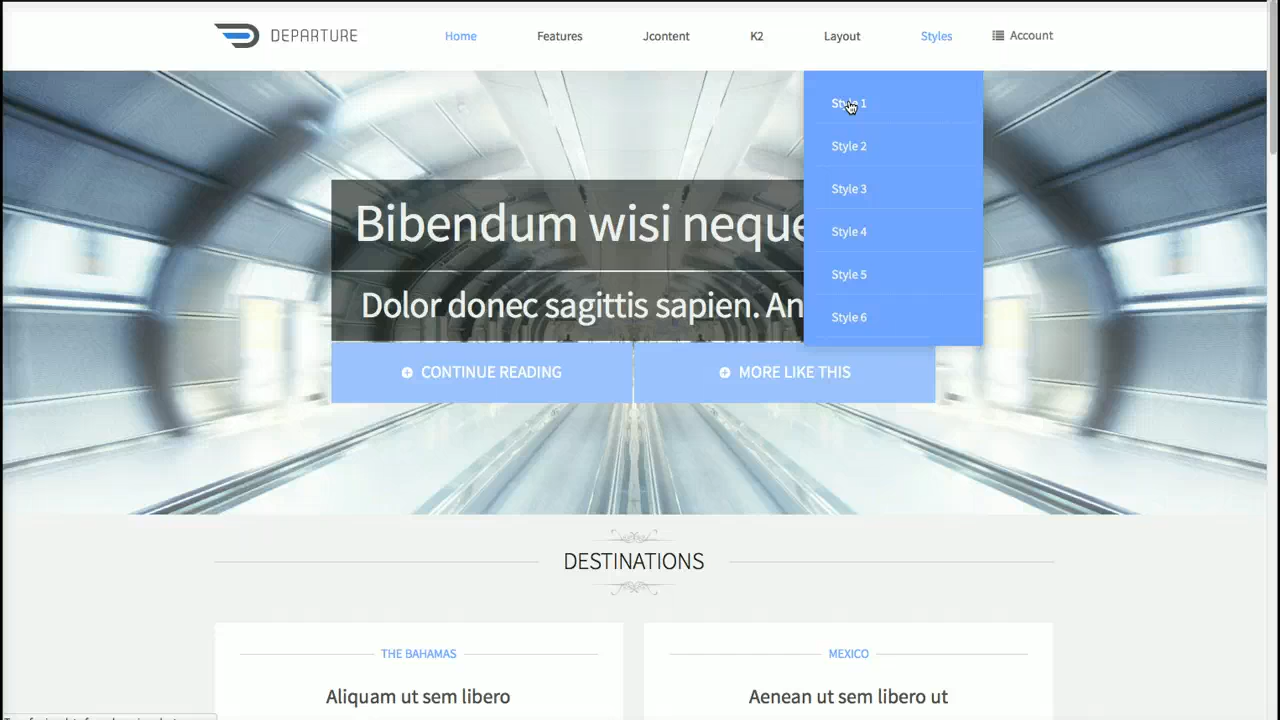 DEPARTURE
Home
Features
Jcontent
K2
Layout
Styles
Account
Style 1
Style 2
Style 3
Style 4
Style 5
Style 6
Bibendum wisi neque
Dolor donec sagittis sapien. An
CONTINUE READING
MORE LIKE THIS
DESTINATIONS
THE BAHAMAS
MEXICO
Aliquam ut sem libero
Aenean ut sem libero ut